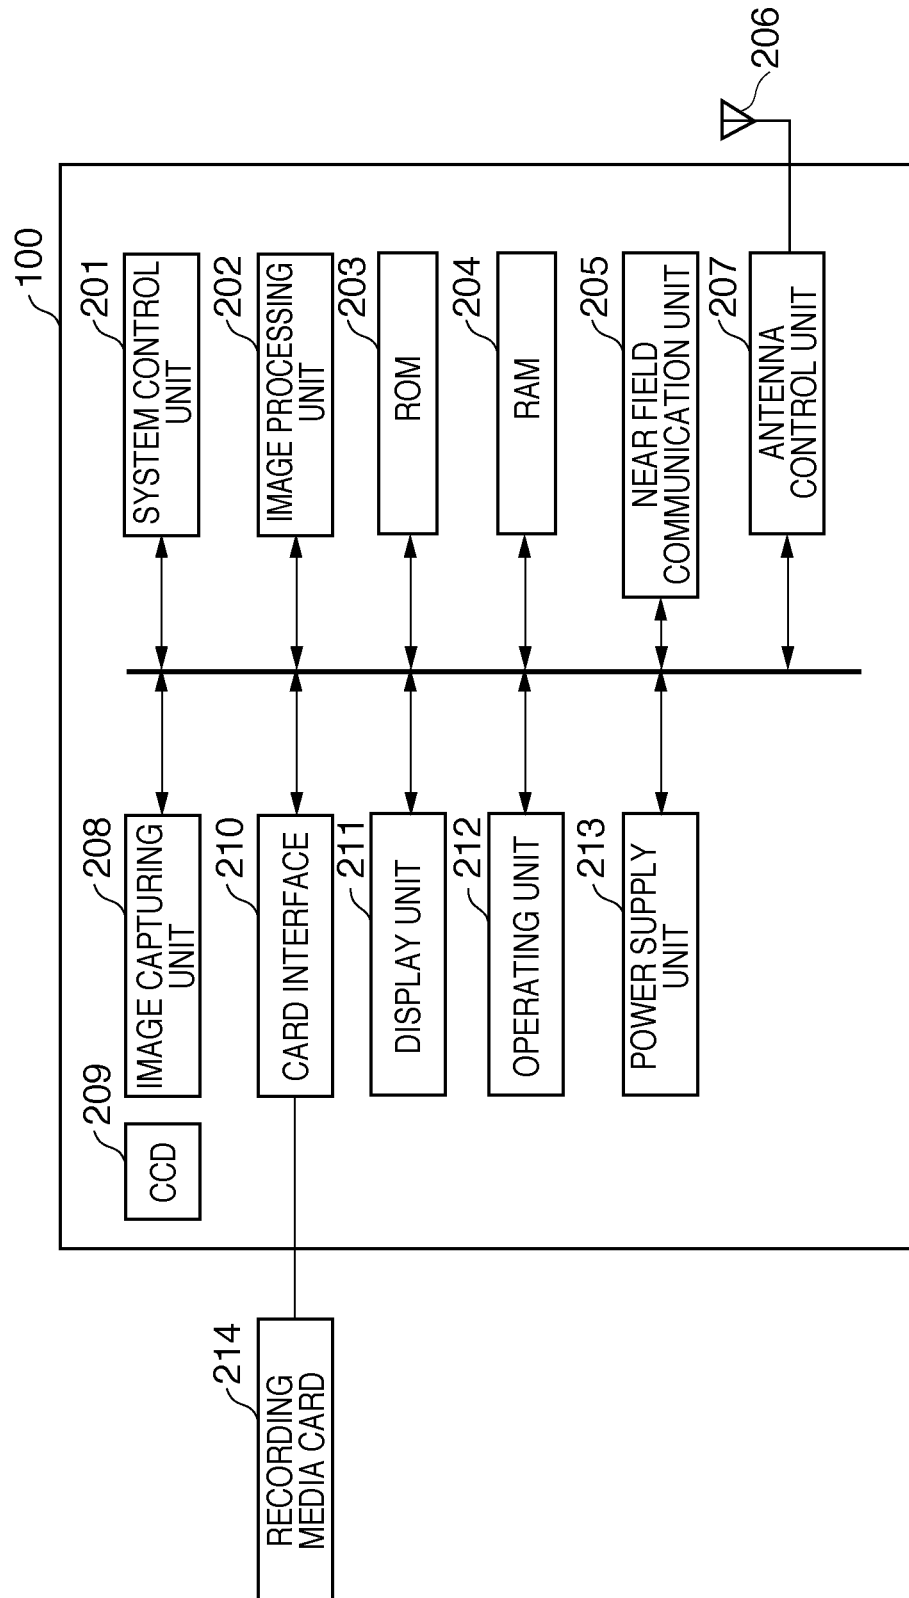 100
209
CCD
208
IMAGE CAPTURING
UNIT
201
SYSTEM CONTROL
UNIT
214
RECORDING
MEDIA CARD
210
CARD INTERFACE
202
IMAGE PROCESSING
UNIT
211
DISPLAY UNIT
203
ROM
212
OPERATING UNIT
204
RAM
213
POWER SUPPLY
UNIT
205
NEAR FIELD
COMMUNICATION UNIT
207
ANTENNA
CONTROL UNIT
206